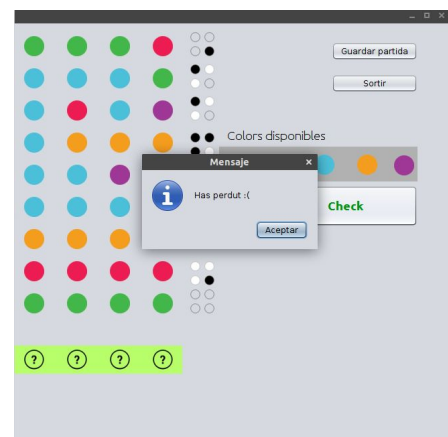 Guardar partida
Sortir
Colors disponibles
Mensaje
Has perdut :(
Aceptar
Check
? ? ? ?